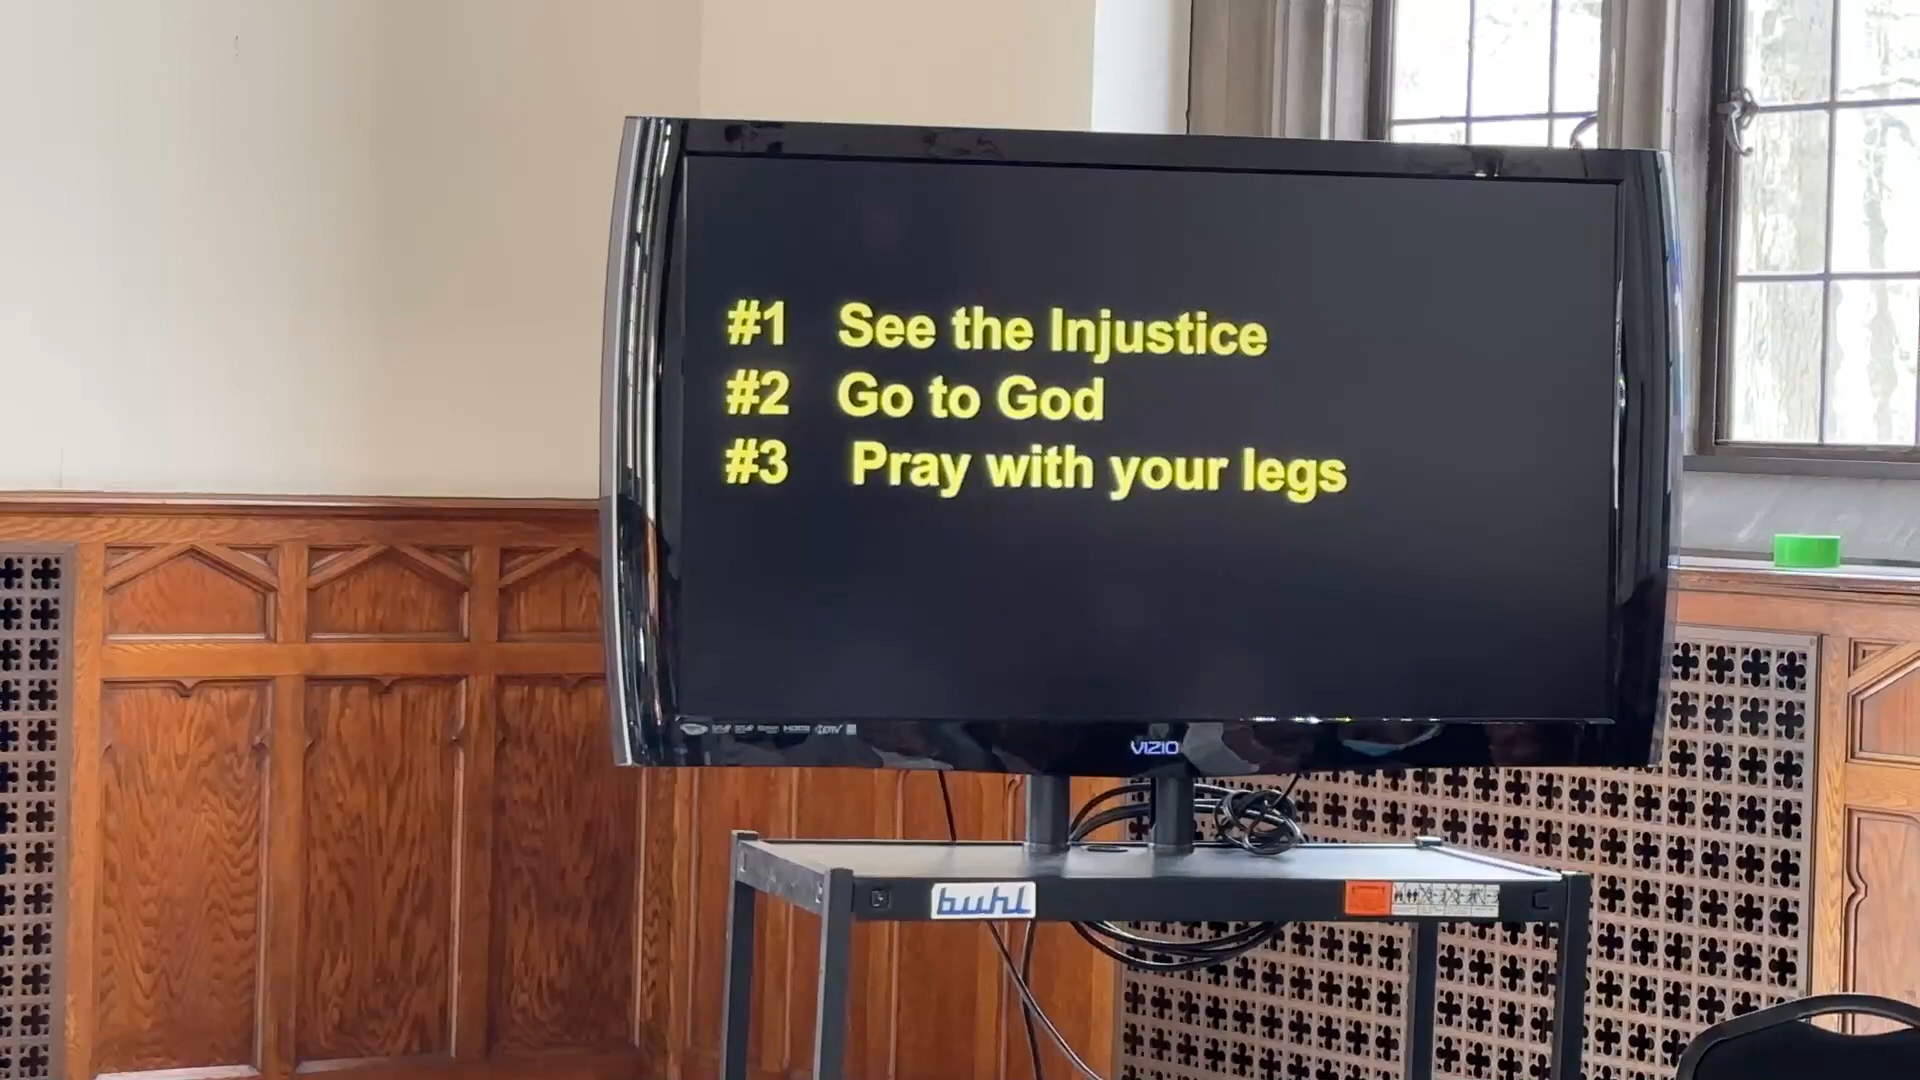 #1 See the Injustice
#2 Go to God
#3 Pray with your legs
VIZIO
buhl